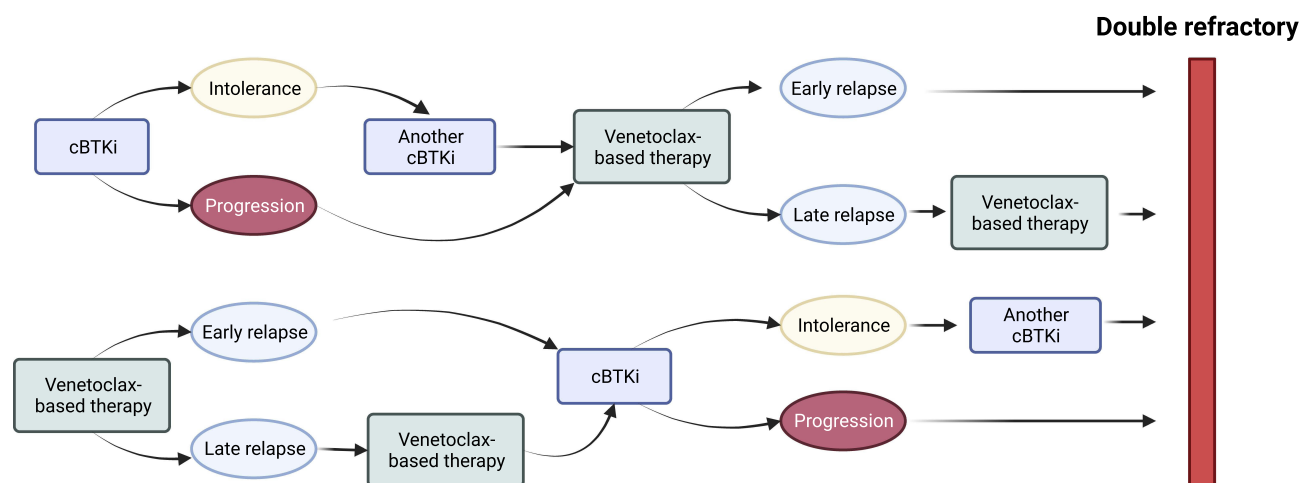 Double refractory
Intolerance
Early relapse
cBTKi
Another
cBTKi
Venetoclax-
based therapy
Progression
Late relapse
Venetoclax-
based therapy
Early relapse
Intolerance
Another
cBTKi
Venetoclax-
based therapy
cBTKi
Late relapse
Venetoclax-
based therapy
Progression